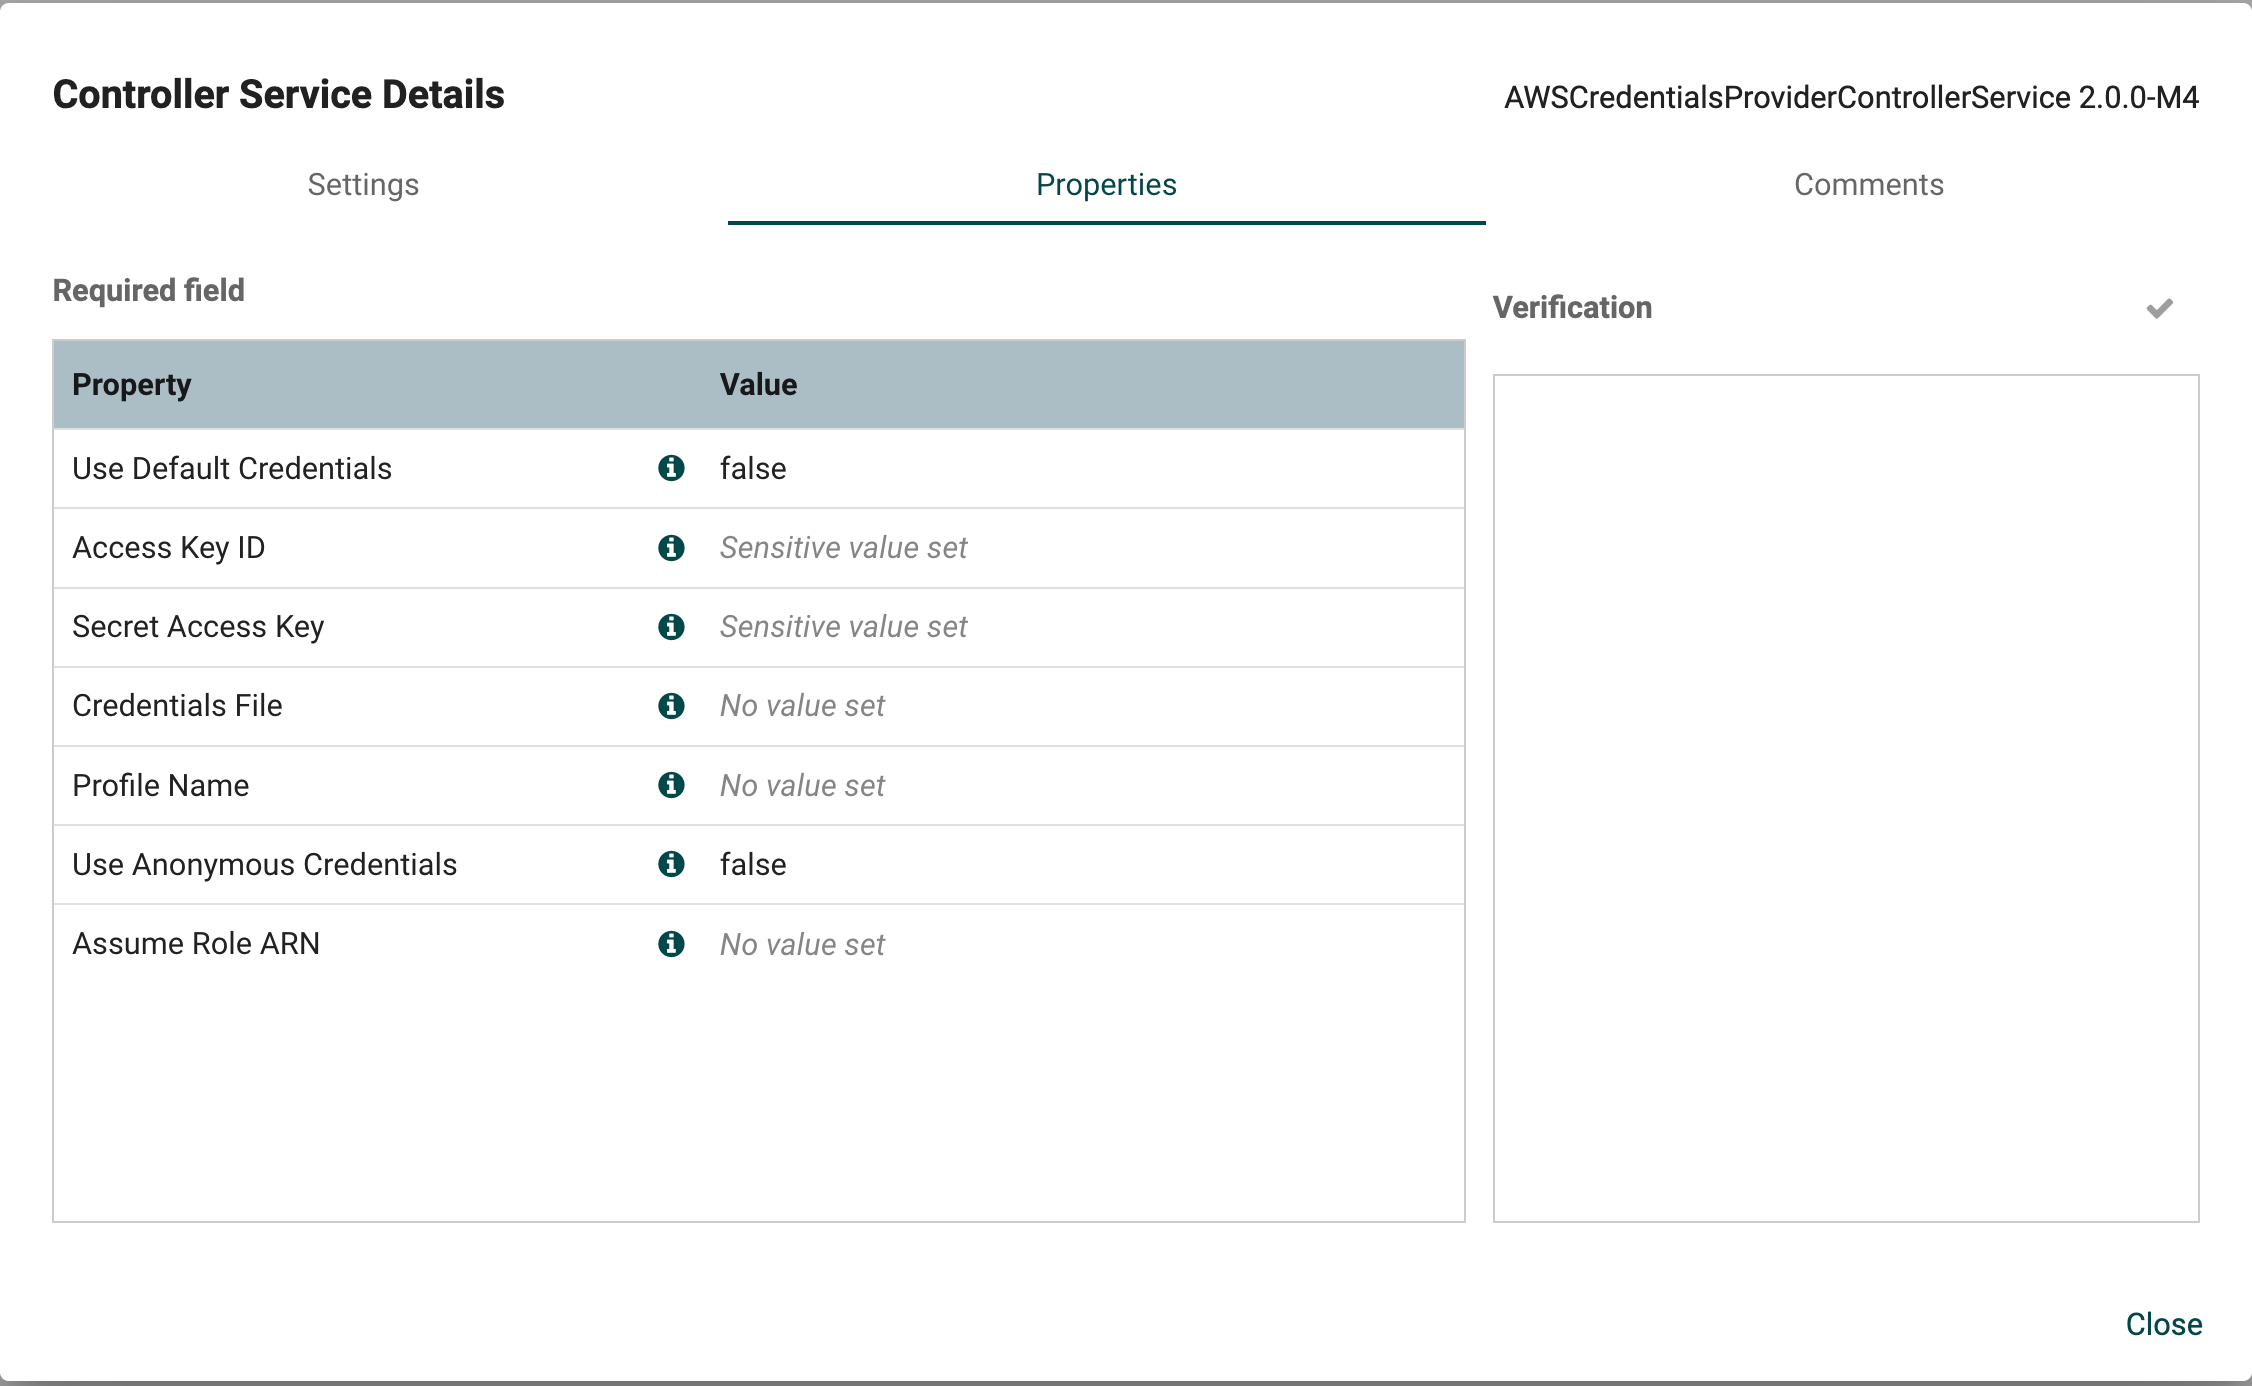 Controller Service Details
AWSCredentialsProviderControllerService 2.0.0-M4
Settings
Properties
Comments
Required field
Verification
Property Value
Use Default Credentials false
Access Key ID Sensitive value set
Secret Access Key Sensitive value set
Credentials File No value set
Profile Name No value set
Use Anonymous Credentials false
Assume Role ARN No value set
Close